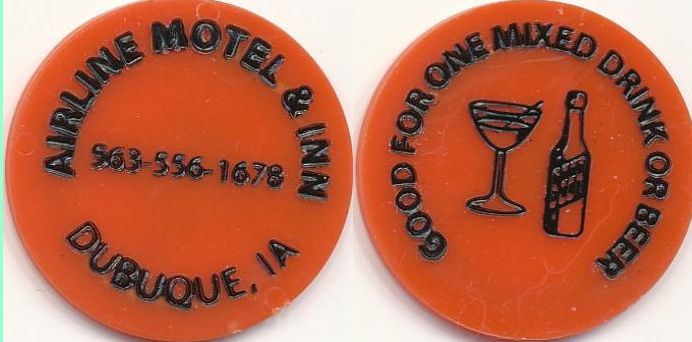 AIRLINE MOTEL & INN
563-556-1678
DUBUQUE, IA
GOOD FOR ONE MIXED DRINK OR BEER